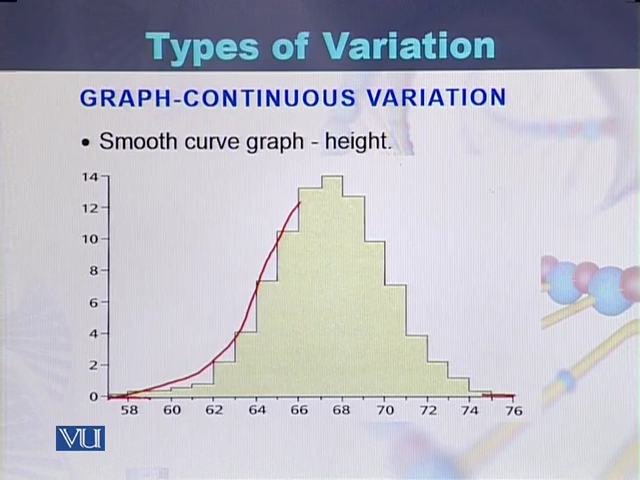 Types of Variation
GRAPH-CONTINUOUS VARIATION
• Smooth curve graph - height.
14
12
10
8
6
4
2
0
58 60 62 64 66 68 70 72 74 76
VU